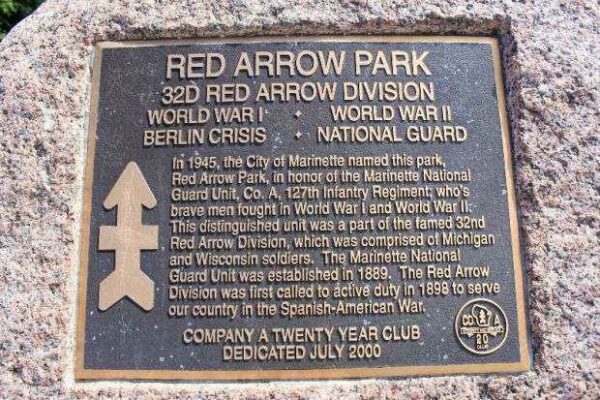 RED ARROW PARK
32D RED ARROW DIVISION
WORLD WAR I · WORLD WAR II
BERLIN CRISIS · NATIONAL GUARD
In 1945, the City of Marinette named this park,
Red Arrow Park, in honor of the Marinette National
Guard Unit, Co. A, 127th Infantry Regiment; who's
brave men fought in World War I and World War II.
This distinguished unit was a part of the famed 32nd
Red Arrow Division, which was comprised of Michigan
and Wisconsin soldiers. The Marinette National
Guard Unit was established in 1889. The Red Arrow
Division was first called to active duty in 1898 to serve
our country in the Spanish-American War.
COMPANY A TWENTY YEAR CLUB
DEDICATED JULY 2000
CO A
20
CLUB